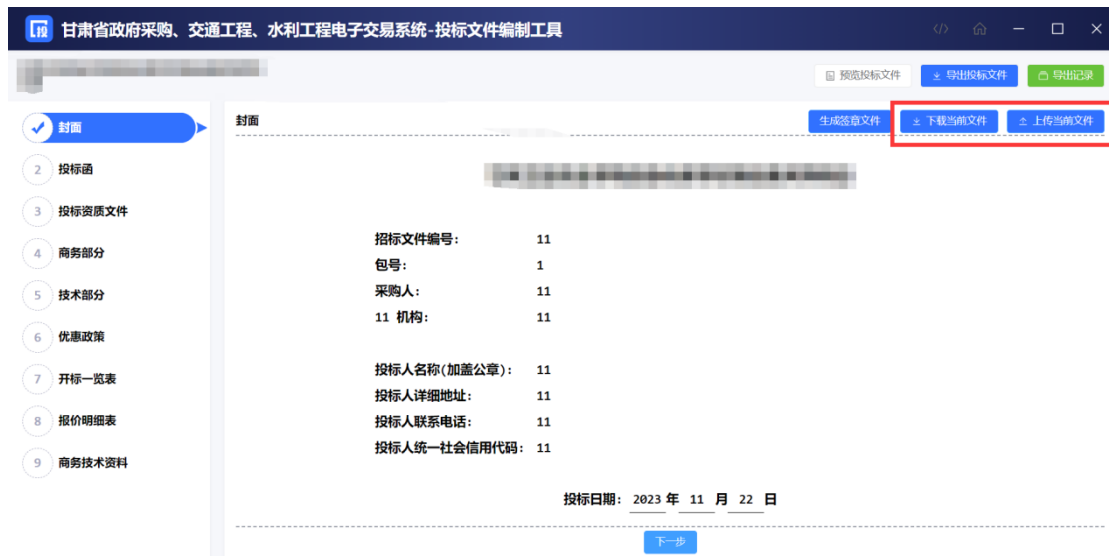 投 甘肃省政府采购、交通工程、水利工程电子交易系统-投标文件编制工具
预览投标文件 导出投标文件 导出记录
封面
2 投标函
3 投标资质文件
4 商务部分
5 技术部分
6 优惠政策
7 开标一览表
8 报价明细表
9 商务技术资料
封面 生成签章文件 下载当前文件 上传当前文件
招标文件编号: 11
包号: 1
采购人: 11
11 机构: 11
投标人名称(加盖公章): 11
投标人详细地址: 11
投标人联系电话: 11
投标人统一社会信用代码: 11
投标日期: 2023 年 11 月 22 日
下一步